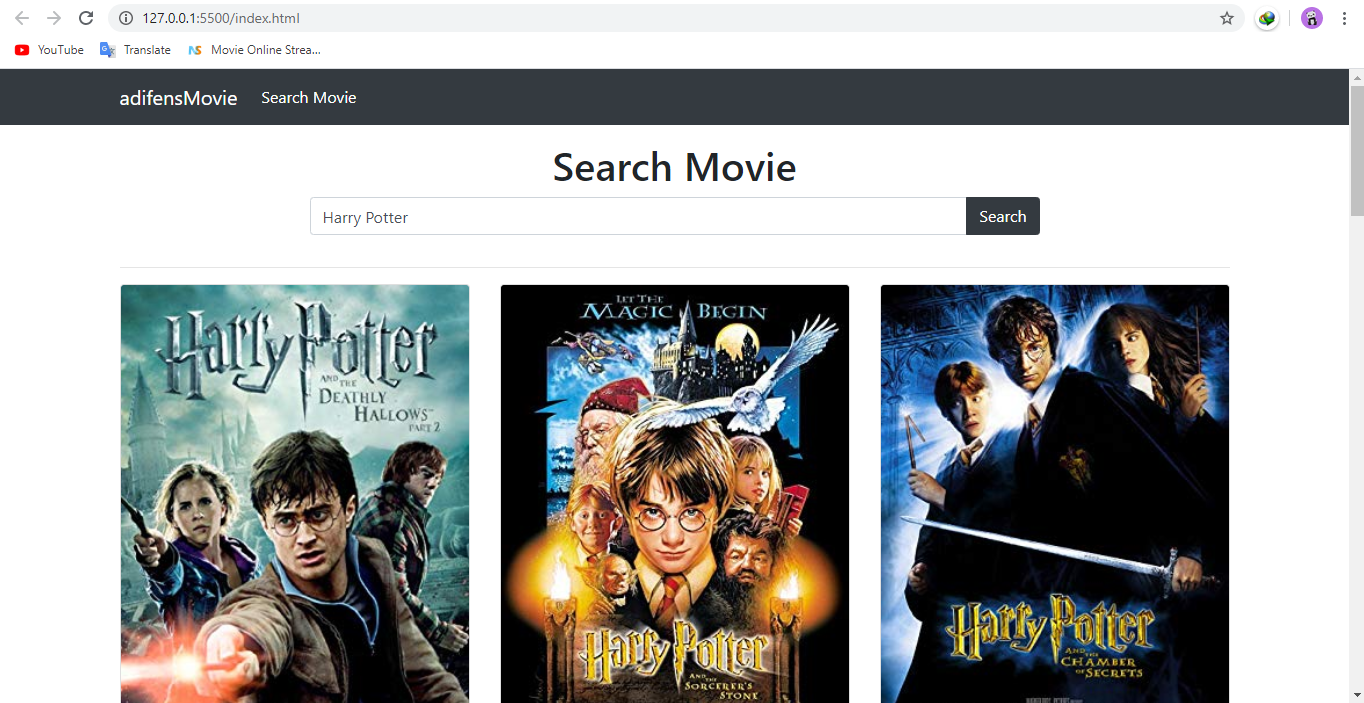 127.0.0.1:5500/index.html
YouTube Translate Movie Online Strea...
adifensMovie Search Movie
Search Movie
Harry Potter Search
Harry Potter
AND THE
DEATHLY
HALLOWS™
PART 2
LET THE
MAGIC BEGIN
Harry Potter
AND THE
SORCERER'S
STONE
Harry Potter
AND THE
CHAMBER
OF SECRETS